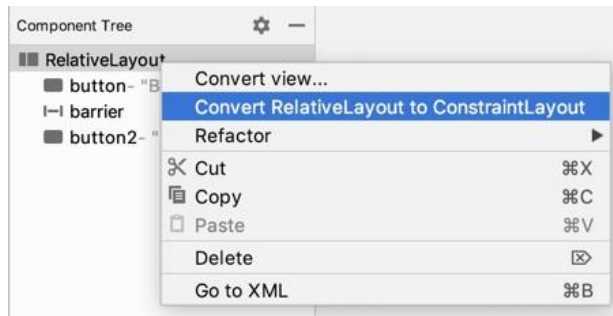 Component Tree
RelativeLayout
button- "B
barrier
button2- "
Convert view...
Convert RelativeLayout to ConstraintLayout
Refactor
Cut ⌘X
Copy ⌘C
Paste ⌘V
Delete ⌦
Go to XML ⌘B